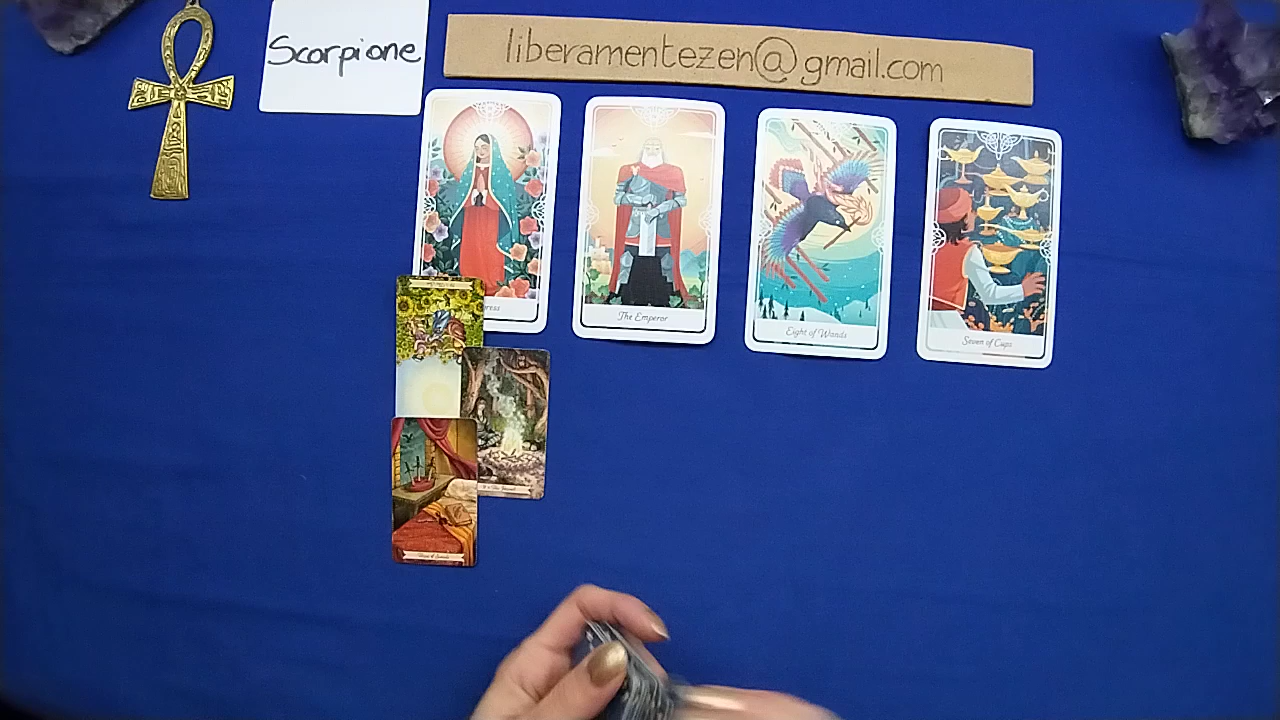 Scorpione
liberamentezen@gmail.com
The Emperor
Eight of Wands
Seven of Cups